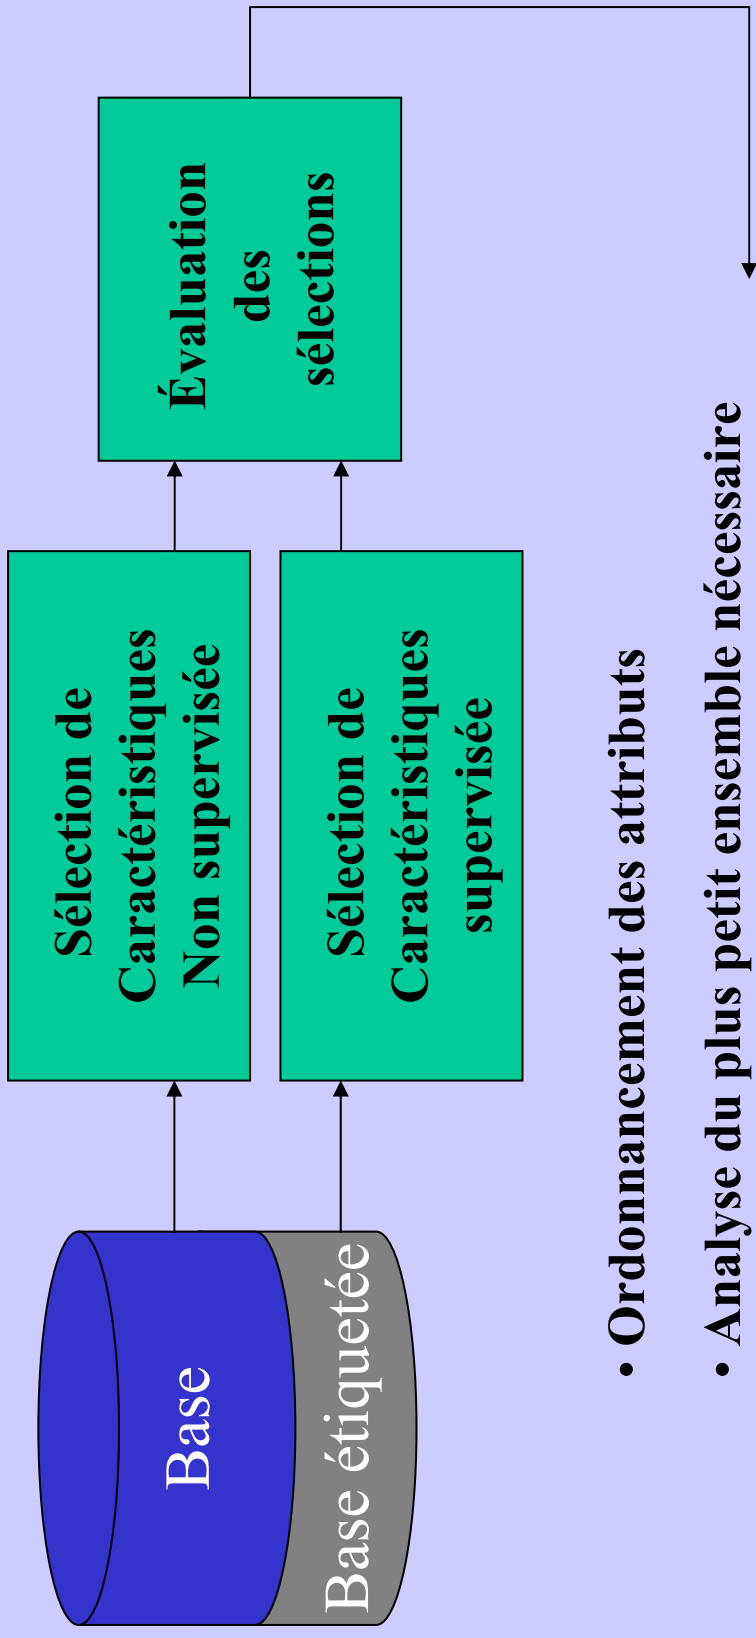 Base
Base étiquetée
Sélection de
Caractéristiques
Non supervisée
Sélection de
Caractéristiques
supervisée
Évaluation
des
sélections
• Ordonnancement des attributs
• Analyse du plus petit ensemble nécessaire